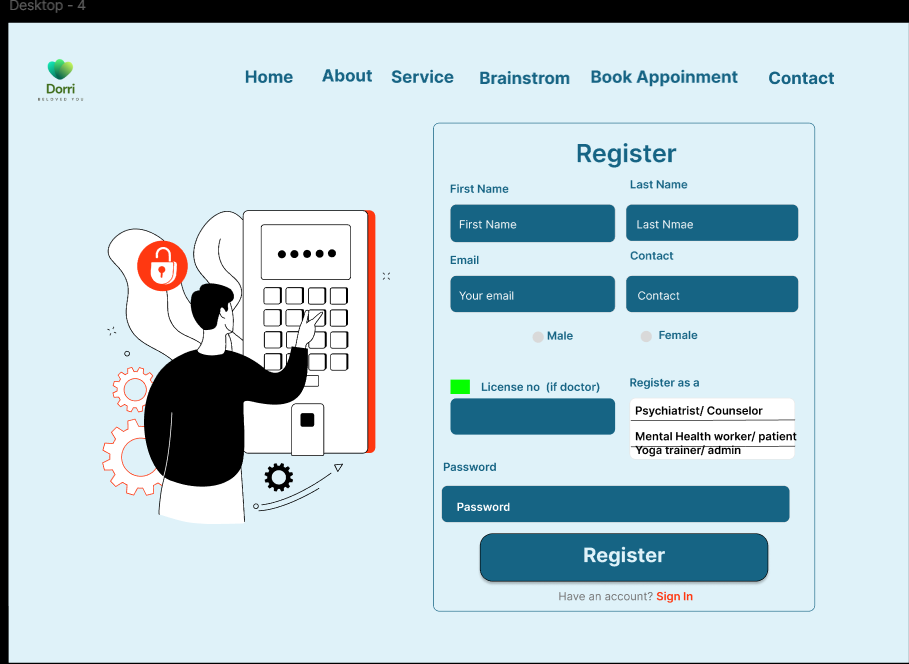 Desktop - 4
Dorri
BELOVED YOU
Home About Service Brainstrom Book Appoinment Contact
Register
First Name Last Name
First Name Last Nmae
Email Contact
Your email Contact
Male Female
License no (if doctor) Register as a
Psychiatrist/ Counselor
Mental Health worker/ patient
Yoga trainer/ admin
Password
Password
Register
Have an account? Sign In